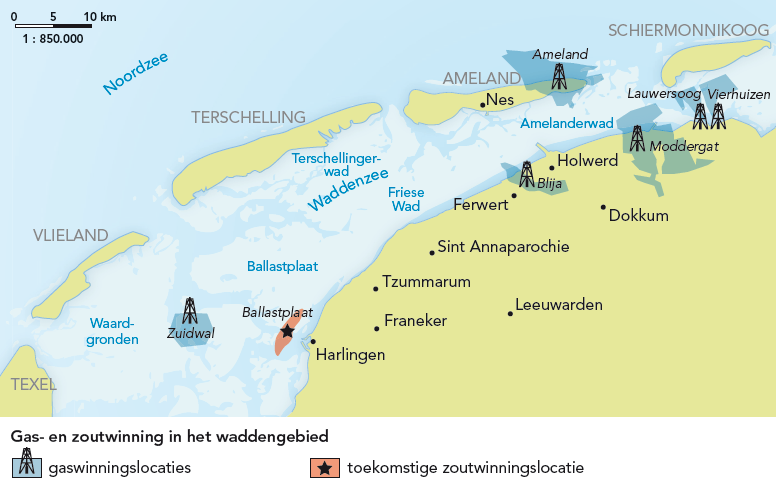 0 5 10 km
1 : 850.000
Noordzee
SCHIERMONNIKOOG
Ameland
AMELAND
Nes
Lauwersoog Vierhuizen
TERSCHELLING
Amelanderwad
Moddergat
Terschellinger-
wad
Waddenzee
Holwerd
Blija
Friese
Wad
Ferwert
Dokkum
VLIELAND
Sint Annaparochie
Ballastplaat
Tzummarum
Ballastplaat
Leeuwarden
Waard-
gronden
Zuidwal
Franeker
Harlingen
TEXEL
Gas- en zoutwinning in het waddengebied
gaswinningslocaties
toekomstige zoutwinningslocatie